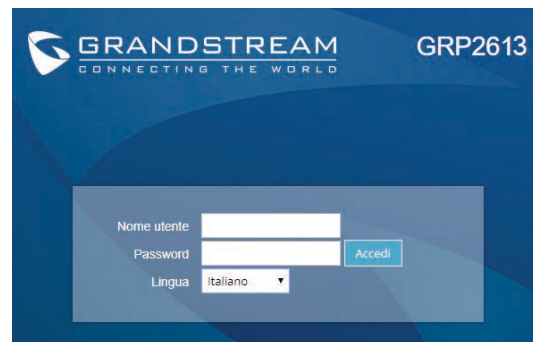 GRANDSTREAM
GRP2613
CONNECTING THE WORLD
Nome utente
Password
Accedi
Lingua
Italiano